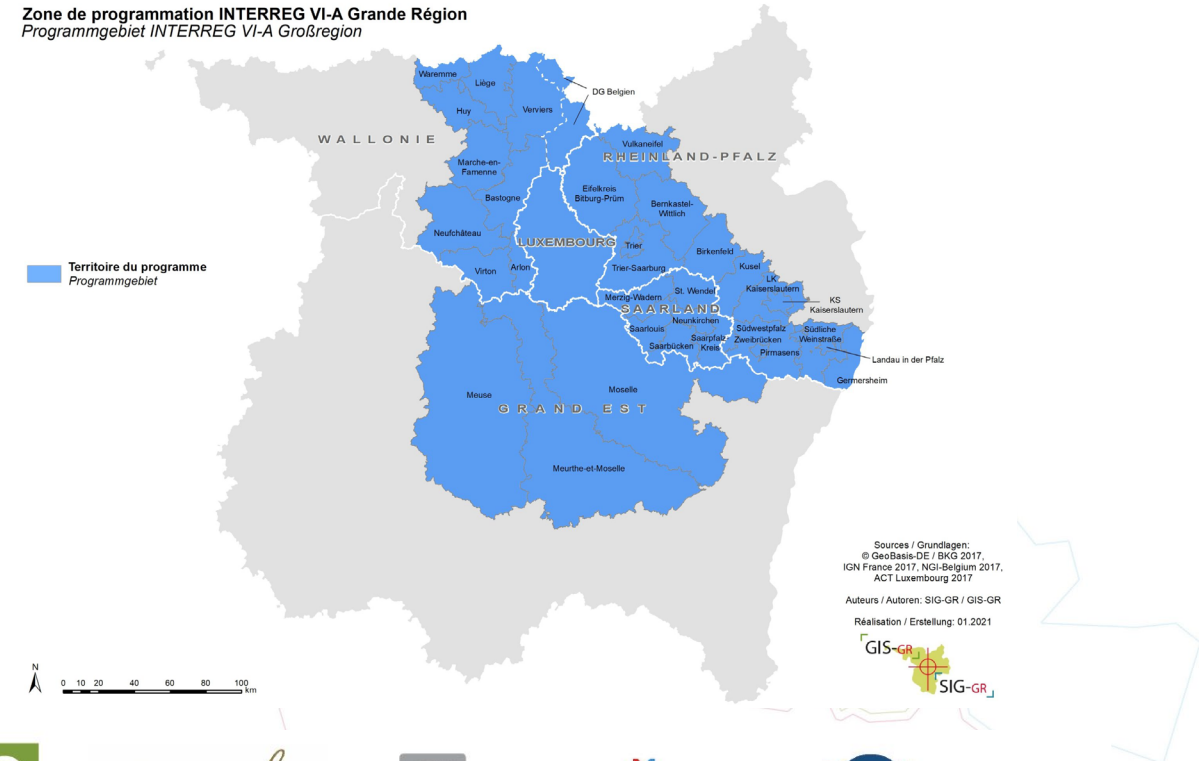 Zone de programmation INTERREG VI-A Grande Région
Programmgebiet INTERREG VI-A Großregion
Waremme
Liège
DG Belgien
Huy
Verviers
WALLONIE
Vulkaneifel
RHEINLAND-PFALZ
Marche-en-
Famenne
Bastogne
Eifelkreis
Bitburg-Prüm
Bernkastel-
Wittlich
Neufchâteau
LUXEMBOURG
Trier
Birkenfeld
Virton
Arlon
Trier-Saarburg
Kusel
LK
Kaiserslautern
Territoire du programme
Programmgebiet
Merzig-Wadern
St. Wendel
KS
Kaiserslautern
SAARLAND
Neunkirchen
Saarlouis
Saarbücken
Saarpfalz-
Kreis
Südwestpfalz
Zweibrücken
Pirmasens
Südliche
Weinstraße
Landau in der Pfalz
Germersheim
Meuse
Moselle
GRAND EST
Meurthe-et-Moselle
Sources / Grundlagen:
© GeoBasis-DE / BKG 2017,
IGN France 2017, NGI-Belgium 2017,
ACT Luxembourg 2017
Auteurs / Autoren: SIG-GR / GIS-GR
Réalisation / Erstellung: 01.2021
GIS-GR
SIG-GR
N
0 10 20 40 60 80 100
km